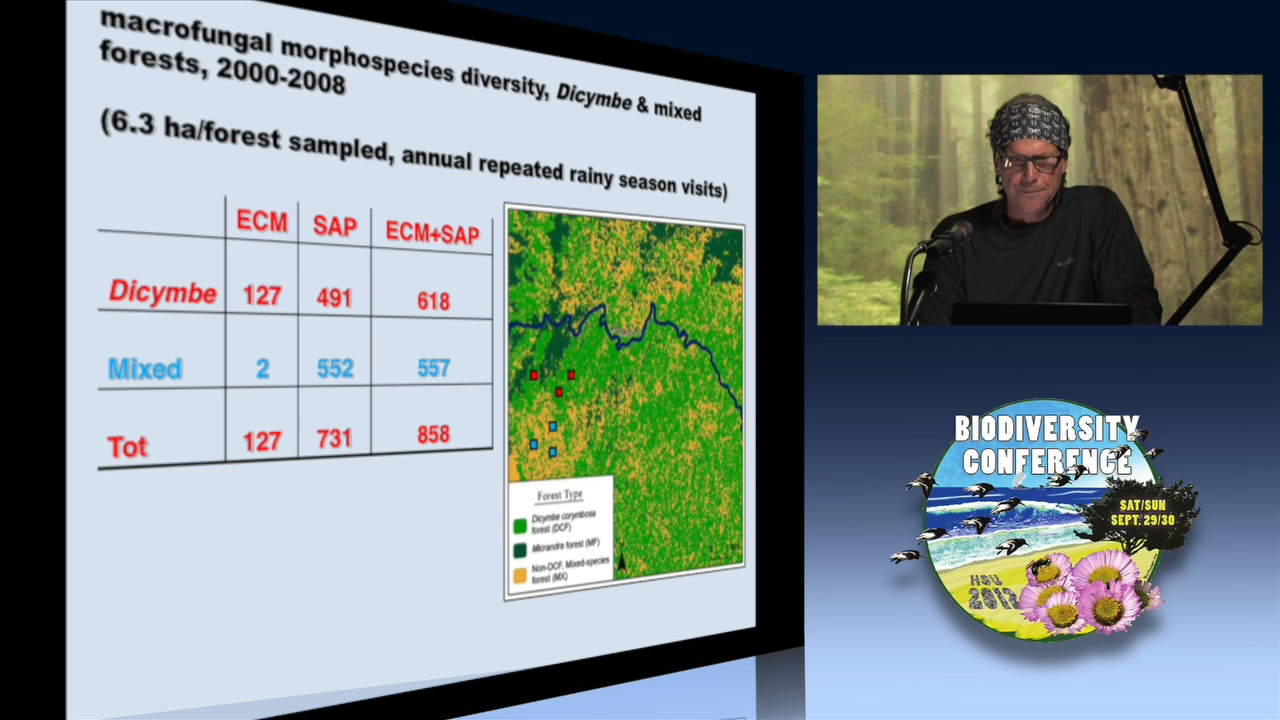 macrofungal morphospecies diversity, Dicymbe & mixed
forests, 2000-2008
(6.3 ha/forest sampled, annual repeated rainy season visits)
ECM SAP ECM+SAP
Dicymbe 127 491 618
Mixed 2 552 557
Tot 127 731 858
Forest Type
Dicymbe corymbosa
forest (DCF)
Micrandra forest (MF)
Non-DCF, Mixed-species
forest (MX)
BIODIVERSITY
CONFERENCE
SAT/SUN
SEPT. 29/30
HSU
2012